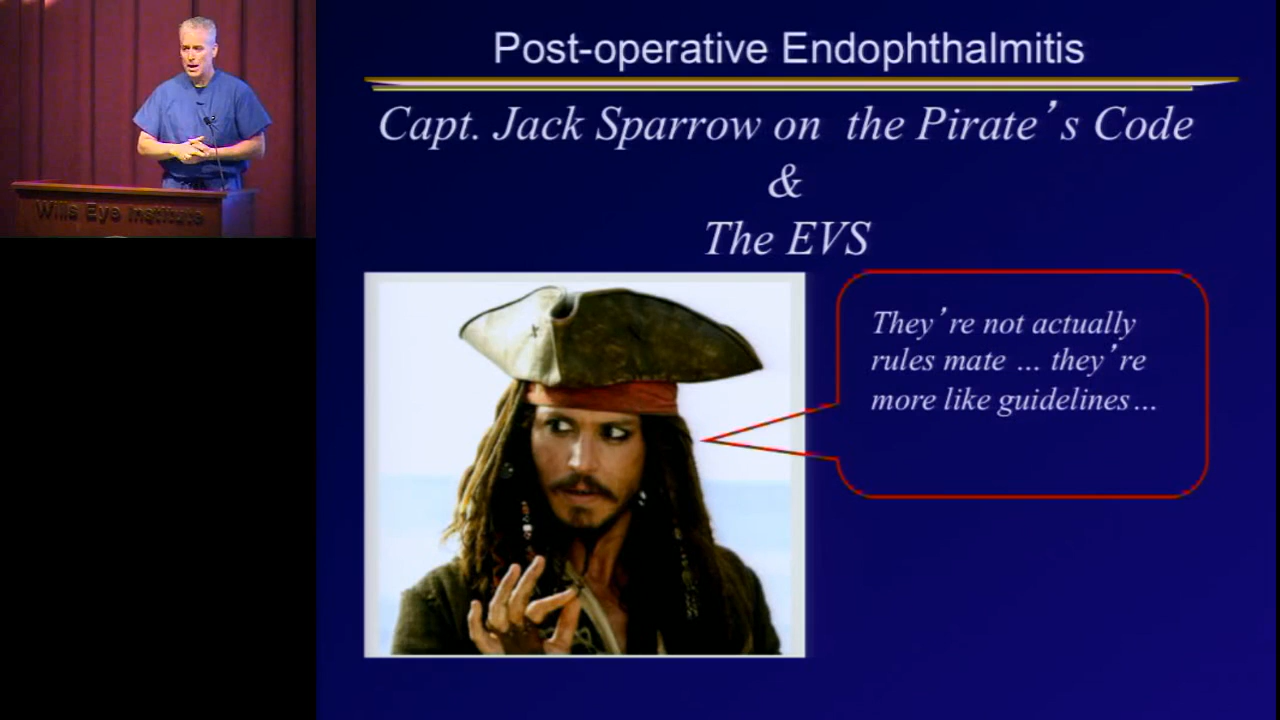 Post-operative Endophthalmitis
Capt. Jack Sparrow on the Pirate's Code
&
The EVS
They're not actually
rules mate ... they're
more like guidelines...
Wills Eye Institute